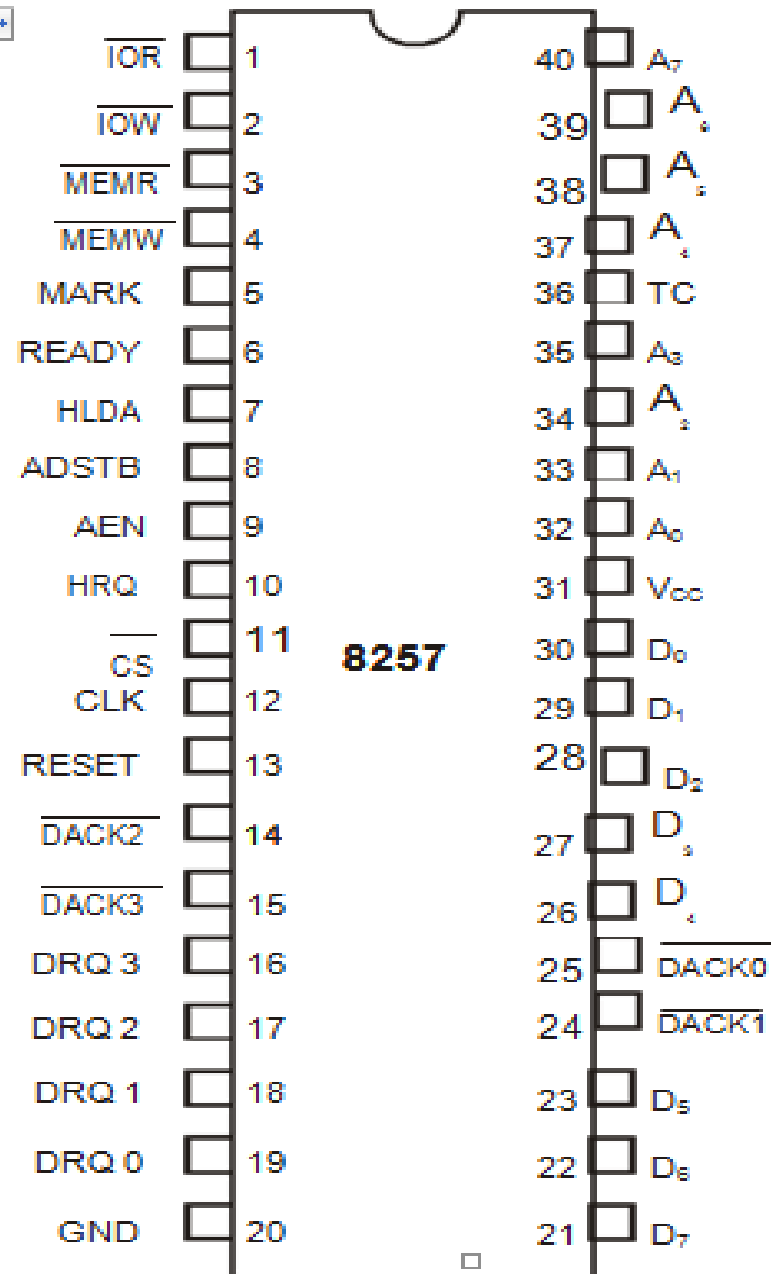 IOR 1 40 A₇
IOW 2 39 A₆
MEMR 3 38 A₅
MEMW 4 37 A₄
MARK 5 36 TC
READY 6 35 A₃
HLDA 7 34 A₂
ADSTB 8 33 A₁
AEN 9 32 A₀
HRQ 10 31 Vcc
CS 11 8257 30 D₀
CLK 12 29 D₁
RESET 13 28 D₂
DACK2 14 27 D₃
DACK3 15 26 D₄
DRQ 3 16 25 DACK0
DRQ 2 17 24 DACK1
DRQ 1 18 23 D₅
DRQ 0 19 22 D₆
GND 20 21 D₇